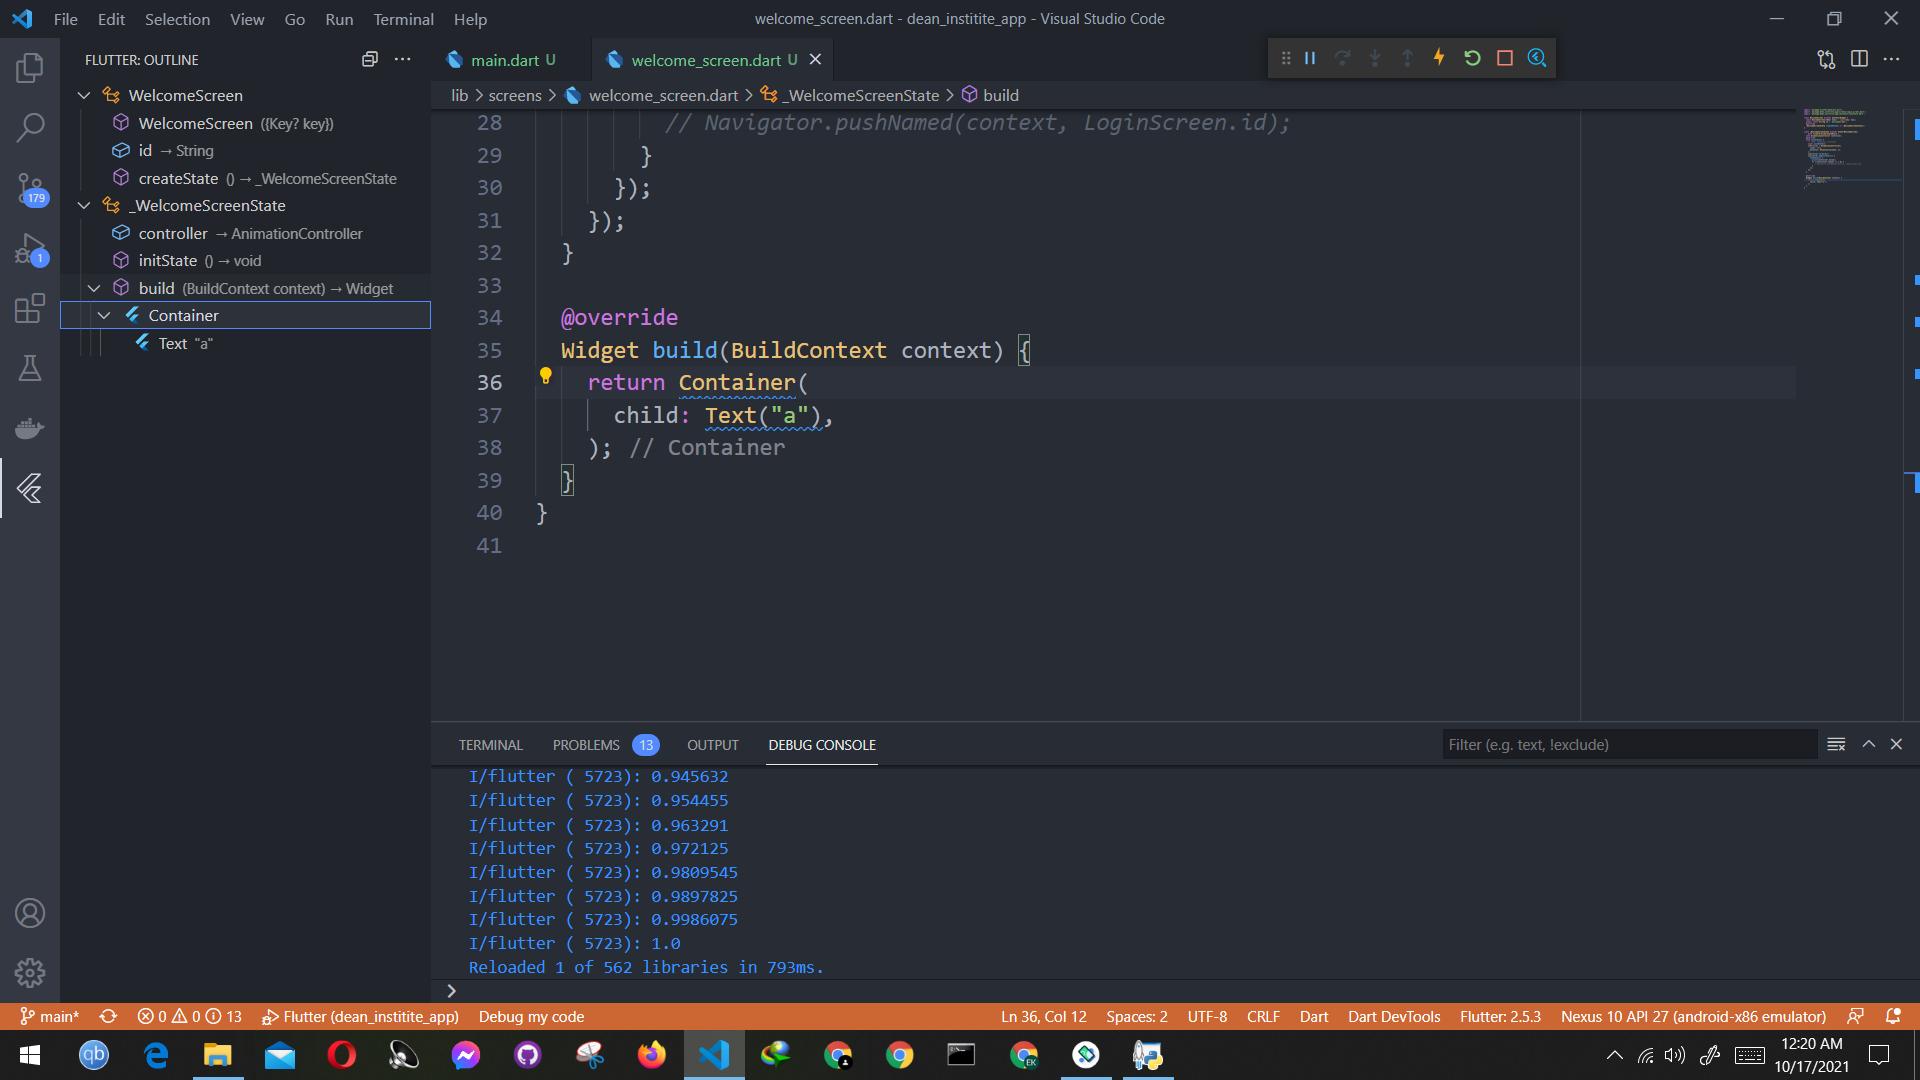 File Edit Selection View Go Run Terminal Help
welcome_screen.dart - dean_institite_app - Visual Studio Code
FLUTTER: OUTLINE
WelcomeScreen
WelcomeScreen ({Key? key})
id → String
createState () → _WelcomeScreenState
_WelcomeScreenState
controller → AnimationController
initState () → void
build (BuildContext context) → Widget
Container
Text "a"
179
1
main.dart U
welcome_screen.dart U
lib > screens > welcome_screen.dart > _WelcomeScreenState > build
28 // Navigator.pushNamed(context, LoginScreen.id);
29 }
30 });
31 });
32 }
33
34 @override
35 Widget build(BuildContext context) {
36 return Container(
37 child: Text("a"),
38 ); // Container
39 }
40 }
41
TERMINAL PROBLEMS 13 OUTPUT DEBUG CONSOLE
Filter (e.g. text, !exclude)
I/flutter ( 5723): 0.945632
I/flutter ( 5723): 0.954455
I/flutter ( 5723): 0.963291
I/flutter ( 5723): 0.972125
I/flutter ( 5723): 0.9809545
I/flutter ( 5723): 0.9897825
I/flutter ( 5723): 0.9986075
I/flutter ( 5723): 1.0
Reloaded 1 of 562 libraries in 793ms.
>
main* 0 0 13 Flutter (dean_institite_app) Debug my code
Ln 36, Col 12 Spaces: 2 UTF-8 CRLF Dart Dart DevTools Flutter: 2.5.3 Nexus 10 API 27 (android-x86 emulator)
qb
EK
12:20 AM
10/17/2021